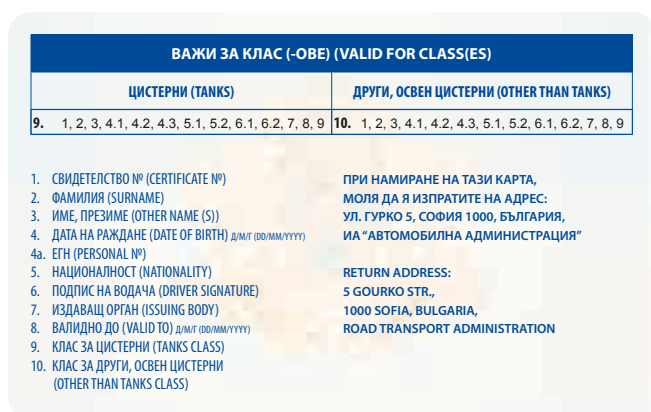 ВАЖИ ЗА КЛАС (-ОВЕ) (VALID FOR CLASS(ES)
ЦИСТЕРНИ (TANKS)
ДРУГИ, ОСВЕН ЦИСТЕРНИ (OTHER THAN TANKS)
9. 1, 2, 3, 4.1, 4.2, 4.3, 5.1, 5.2, 6.1, 6.2, 7, 8, 9
10. 1, 2, 3, 4.1, 4.2, 4.3, 5.1, 5.2, 6.1, 6.2, 7, 8, 9
1. СВИДЕТЕЛСТВО № (CERTIFICATE №)
2. ФАМИЛИЯ (SURNAME)
3. ИМЕ, ПРЕЗИМЕ (OTHER NAME (S))
4. ДАТА НА РАЖДАНЕ (DATE OF BIRTH) Д/М/Г (DD/MM/YYYY)
4a. ЕГН (PERSONAL №)
5. НАЦИОНАЛНОСТ (NATIONALITY)
6. ПОДПИС НА ВОДАЧА (DRIVER SIGNATURE)
7. ИЗДАВАЩ ОРГАН (ISSUING BODY)
8. ВАЛИДНО ДО (VALID TO) Д/М/Г (DD/MM/YYYY)
9. КЛАС ЗА ЦИСТЕРНИ (TANKS CLASS)
10. КЛАС ЗА ДРУГИ, ОСВЕН ЦИСТЕРНИ
(OTHER THAN TANKS CLASS)
ПРИ НАМИРАНЕ НА ТАЗИ КАРТА,
МОЛЯ ДА Я ИЗПРАТИТЕ НА АДРЕС:
УЛ. ГУРКО 5, СОФИЯ 1000, БЪЛГАРИЯ,
ИА “АВТОМОБИЛНА АДМИНИСТРАЦИЯ”
RETURN ADDRESS:
5 GOURKO STR.,
1000 SOFIA, BULGARIA,
ROAD TRANSPORT ADMINISTRATION